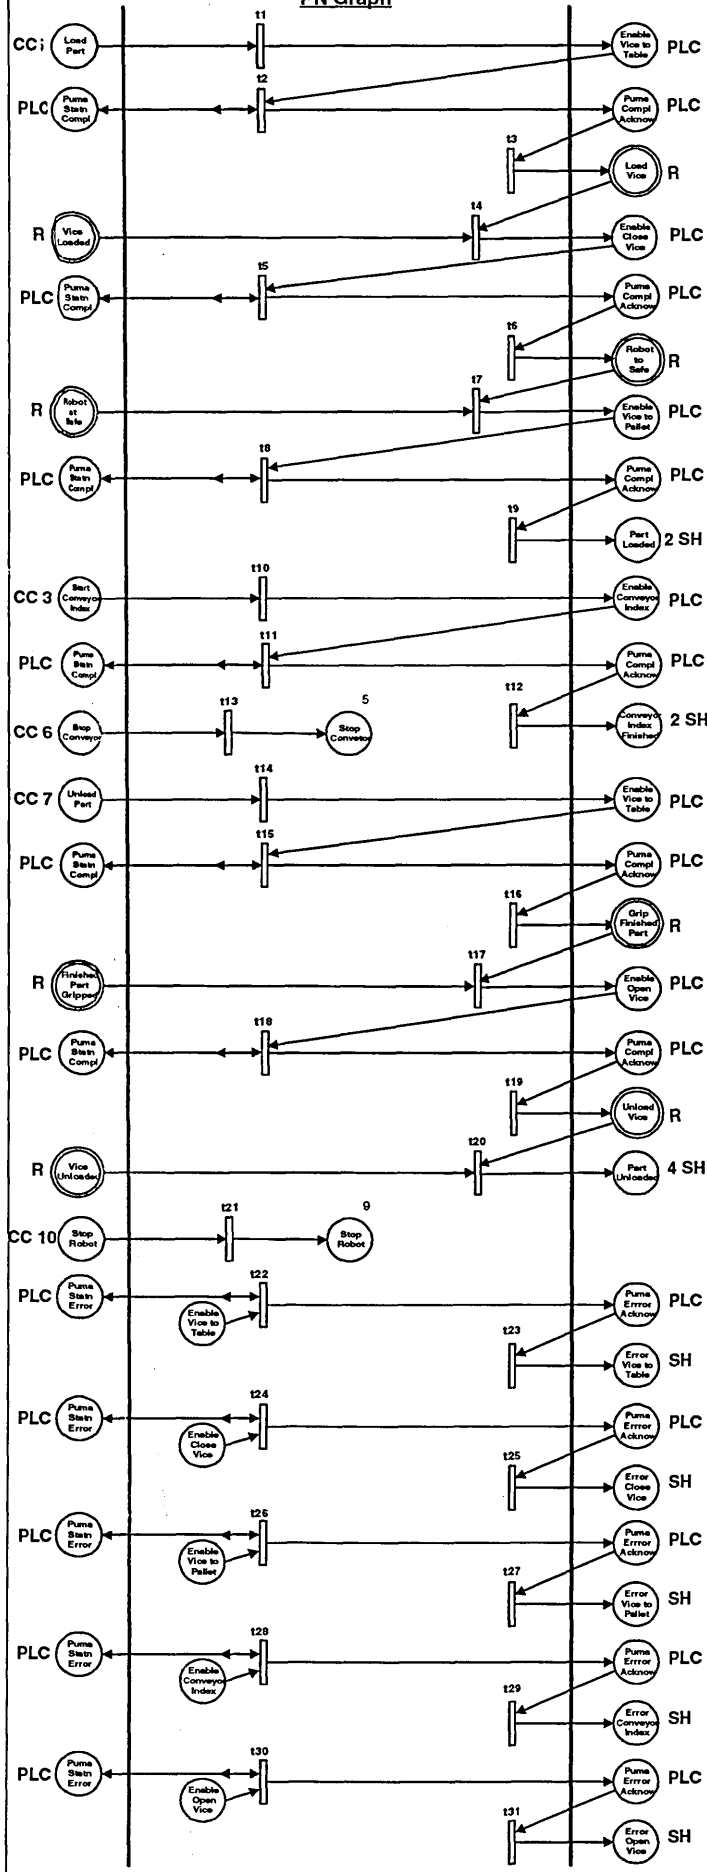 PN Graph
t1
CC i
Load
Part
Enable
Vice to
Table
PLC
t2
PLC
Puma
Statn
Compl
Puma
Compl
Acknow
PLC
t3
Load
Vice
R
t4
R
Vice
Loaded
Enable
Close
Vice
PLC
t5
PLC
Puma
Statn
Compl
Puma
Compl
Acknow
PLC
t6
Robot
to
Safe
R
t7
R
Robot
at
Safe
Enable
Vice to
Pallet
PLC
t8
PLC
Puma
Statn
Compl
Puma
Compl
Acknow
PLC
t9
Part
Loaded
2 SH
t10
CC 3
Start
Conveyor
Index
Enable
Conveyor
Index
PLC
t11
PLC
Puma
Statn
Compl
Puma
Compl
Acknow
PLC
t12
Conveyor
Index
Finished
2 SH
t13
CC 6
Stop
Conveyor
5
Stop
Convetor
t14
CC 7
Unload
Part
Enable
Vice to
Table
PLC
t15
PLC
Puma
Statn
Compl
Puma
Compl
Acknow
PLC
t16
Grip
Finished
Part
R
t17
R
Finished
Part
Gripped
Enable
Open
Vice
PLC
t18
PLC
Puma
Statn
Compl
Puma
Compl
Acknow
PLC
t19
Unload
Vice
R
t20
R
Vice
Unloaded
Part
Unloaded
4 SH
t21
CC 10
Stop
Robot
9
Stop
Robot
t22
PLC
Puma
Statn
Error
Enable
Vice to
Table
Puma
Errror
Acknow
PLC
t23
Error
Vice to
Table
SH
t24
PLC
Puma
Statn
Error
Enable
Close
Vice
Puma
Errror
Acknow
PLC
t25
Error
Close
Vice
SH
t26
PLC
Puma
Statn
Error
Enable
Vice to
Pallet
Puma
Errror
Acknow
PLC
t27
Error
Vice to
Pallet
SH
t28
PLC
Puma
Statn
Error
Enable
Conveyor
Index
Puma
Errror
Acknow
PLC
t29
Error
Conveyor
Index
SH
t30
PLC
Puma
Statn
Error
Enable
Open
Vice
Puma
Errror
Acknow
PLC
t31
Error
Open
Vice
SH